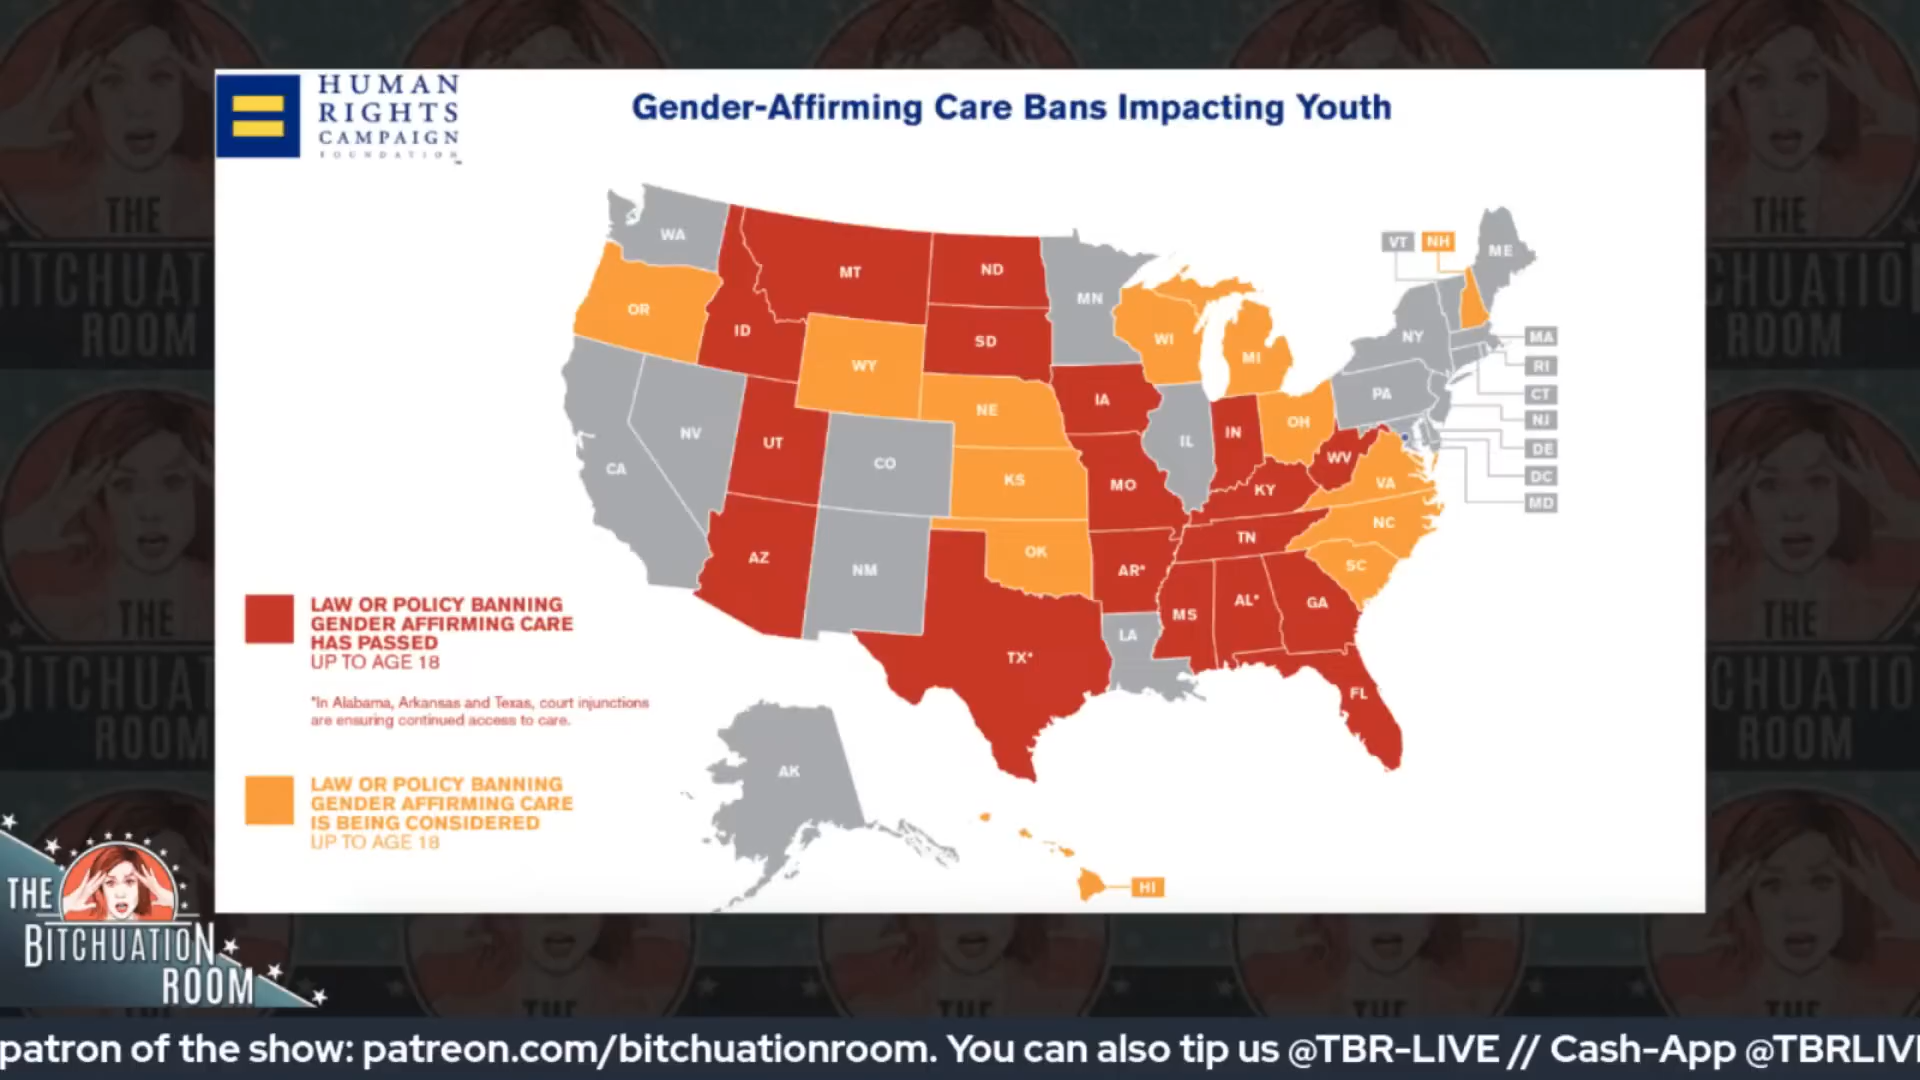 HUMAN
RIGHTS
CAMPAIGN
FOUNDATION
Gender-Affirming Care Bans Impacting Youth
WA
MT
ND
MN
VT
NH
ME
OR
ID
SD
WI
MI
NY
MA
WY
RI
IA
NE
PA
CT
NV
UT
CO
IL
IN
OH
NJ
CA
KS
MO
WV
DE
KY
VA
DC
AZ
NM
OK
AR*
TN
NC
MD
SC
TX*
LA
MS
AL*
GA
FL
LAW OR POLICY BANNING
GENDER AFFIRMING CARE
HAS PASSED
UP TO AGE 18
*In Alabama, Arkansas and Texas, court injunctions
are ensuring continued access to care.
AK
LAW OR POLICY BANNING
GENDER AFFIRMING CARE
IS BEING CONSIDERED
UP TO AGE 18
HI
THE
BITCHUATION
ROOM
patron of the show: patreon.com/bitchuationroom. You can also tip us @TBR-LIVE // Cash-App @TBRLIV